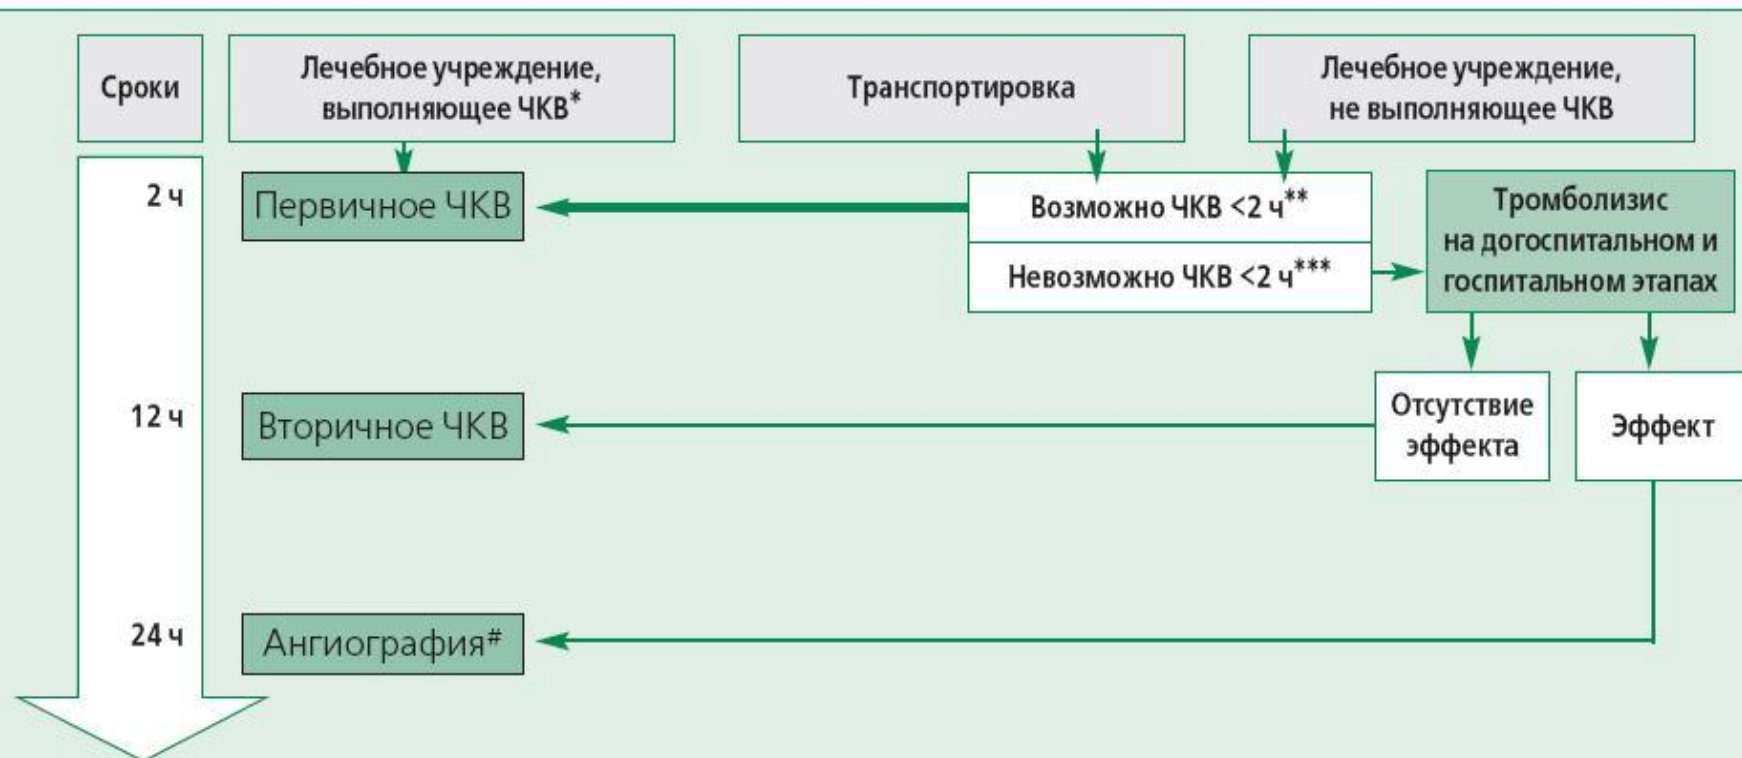 Сроки
Лечебное учреждение,
выполняющее ЧКВ*
Транспортировка
Лечебное учреждение,
не выполняющее ЧКВ
2 ч
Первичное ЧКВ
Возможно ЧКВ <2 ч**
Невозможно ЧКВ <2 ч***
Тромболизис
на догоспитальном и
госпитальном этапах
12 ч
Вторичное ЧКВ
Отсутствие
эффекта
Эффект
24 ч
Ангиография#